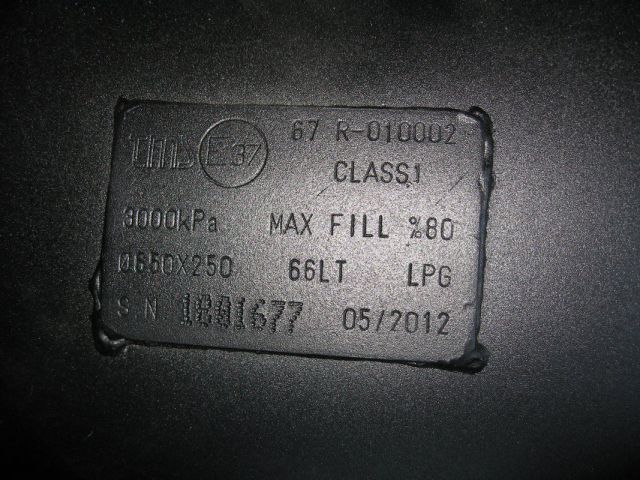 E37 67 R-010002
CLASS1
3000kPa MAX FILL %80
Ø650X250 66LT LPG
S.N 05/2012